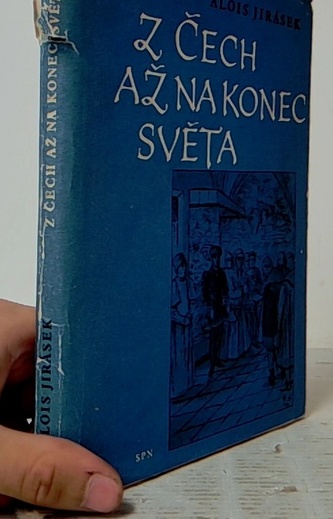 ALOIS JIRÁSEK
Z ČECH
AŽ NA KONEC
SVĚTA
SPN
ALOIS JIRÁSEK Z ČECH AŽ NA KONEC SVĚTA